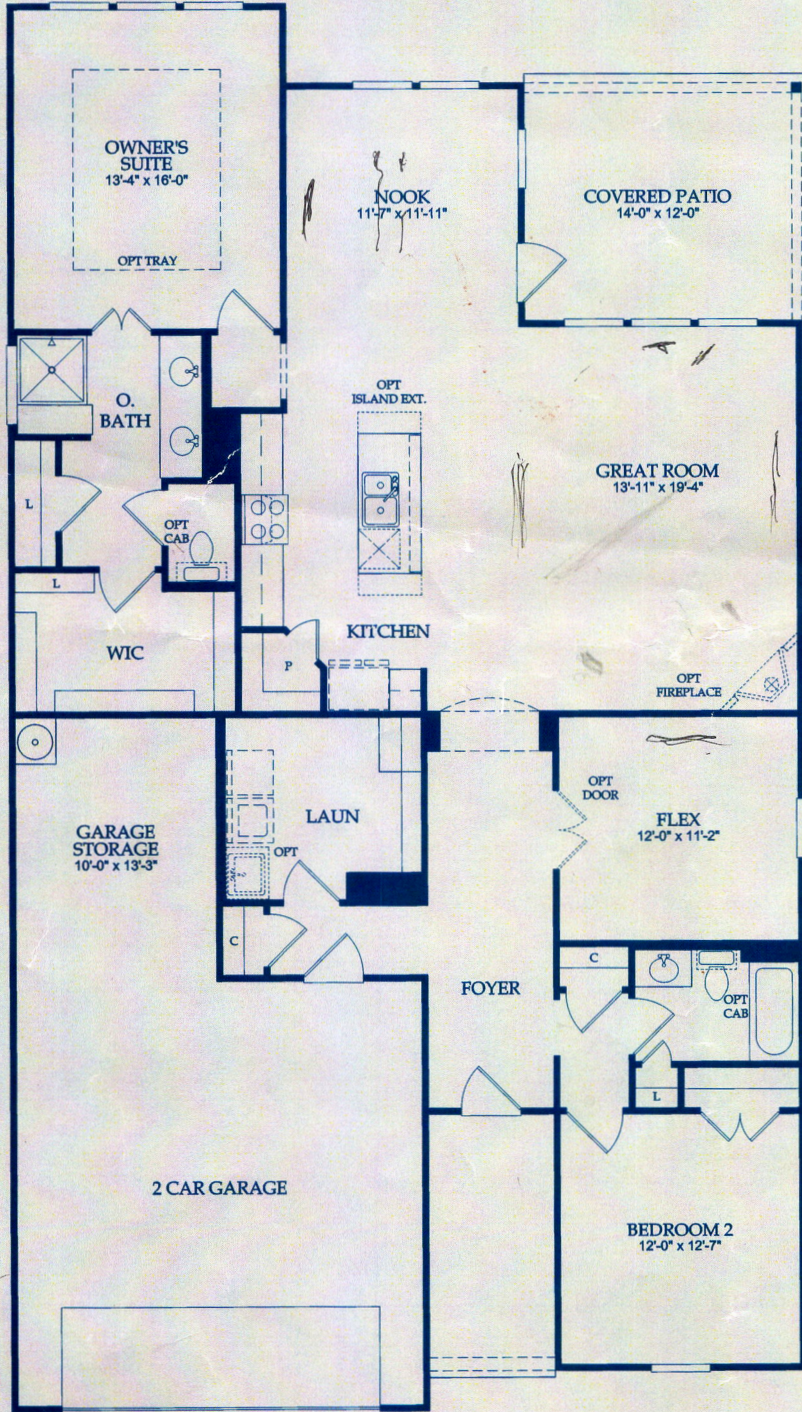 OWNER'S
SUITE
13'-4" x 16'-0"
OPT TRAY
NOOK
11'-7" x 11'-11"
COVERED PATIO
14'-0" x 12'-0"
O.
BATH
OPT
ISLAND EXT.
GREAT ROOM
13'-11" x 19'-4"
L
OPT
CAB
L
WIC
KITCHEN
P
OPT
FIREPLACE
GARAGE
STORAGE
10'-0" x 13'-3"
LAUN
OPT
OPT
DOOR
FLEX
12'-0" x 11'-2"
C
C
FOYER
OPT
CAB
L
2 CAR GARAGE
BEDROOM 2
12'-0" x 12'-7"